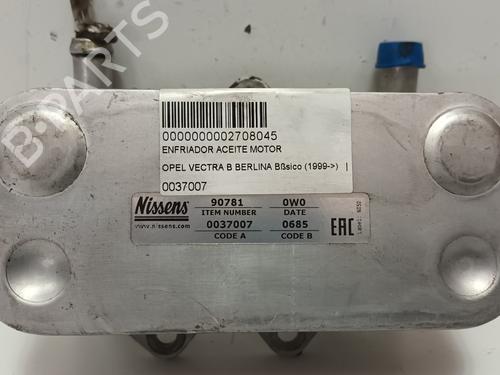 0000000002708045
ENFRIADOR ACEITE MOTOR
OPEL VECTRA B BERLINA Bßsico (1999->) |
0037007
Nissens
www.nissens.com
90781
ITEM NUMBER
0037007
CODE A
0W0
DATE
0685
CODE B
EAC
B-PARTS